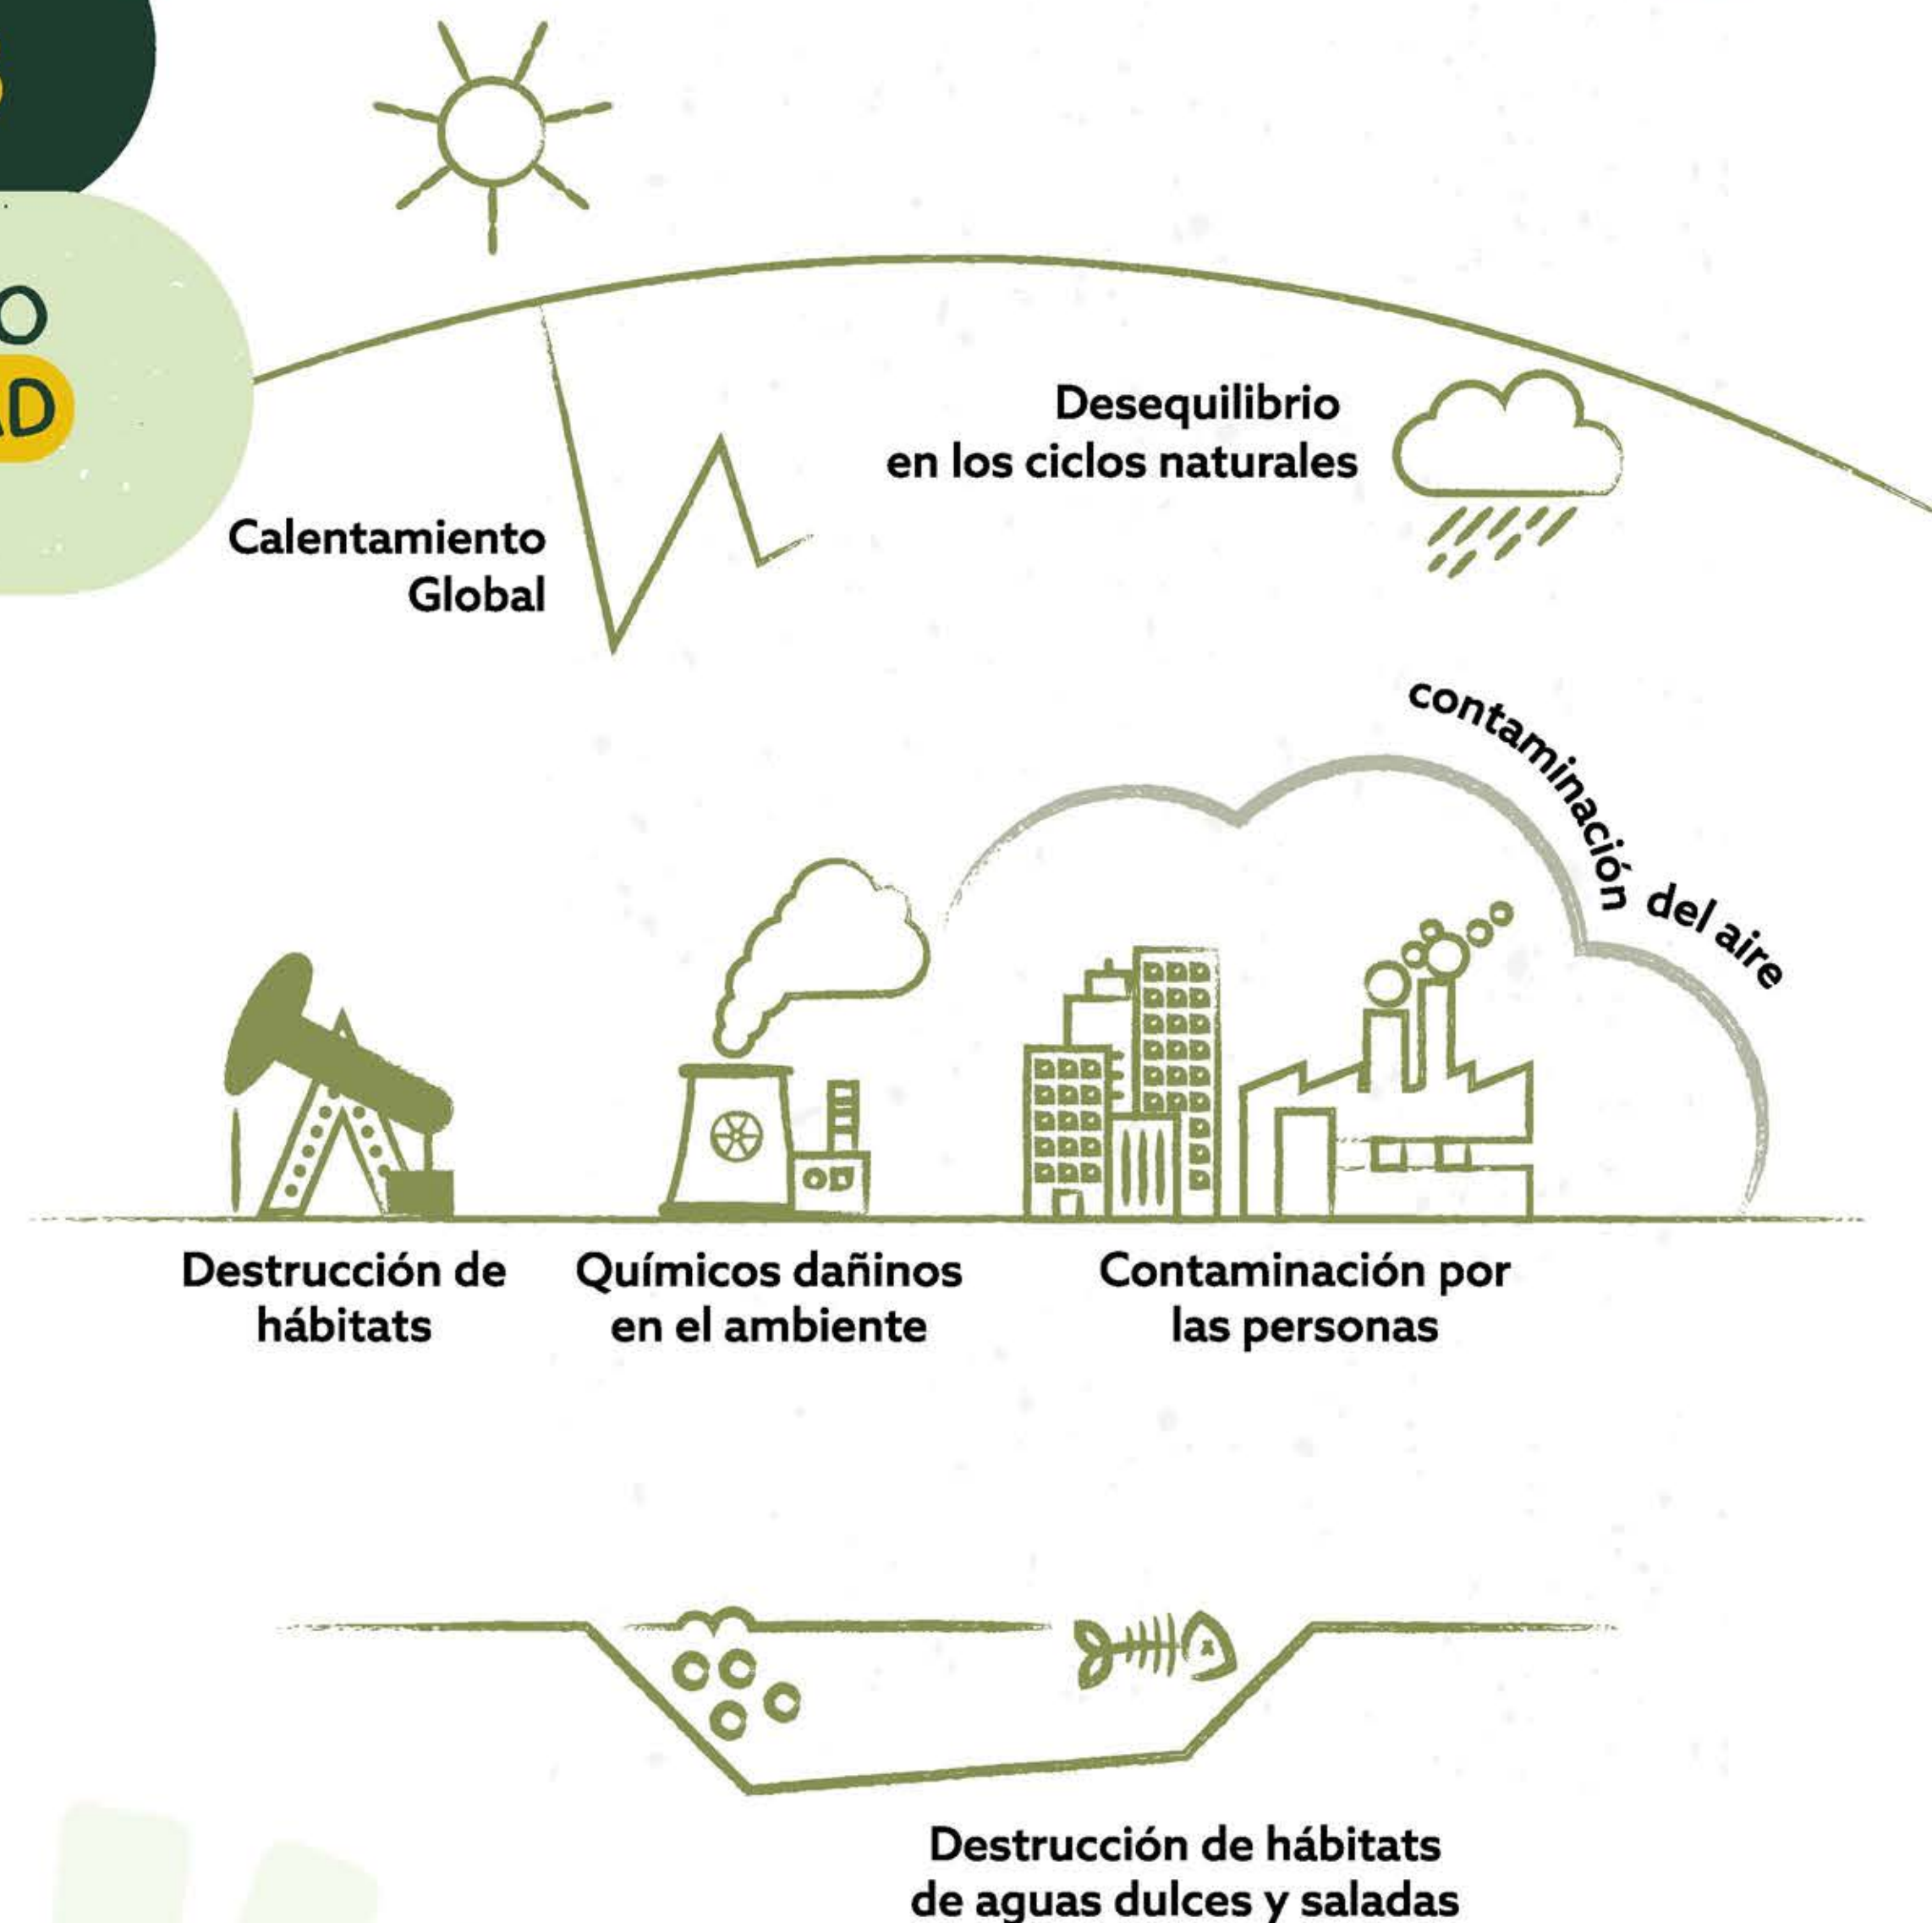 O
AD
Desequilibrio
en los ciclos naturales
Calentamiento
Global
contaminación del aire
Destrucción de
hábitats
Químicos dañinos
en el ambiente
Contaminación por
las personas
Destrucción de hábitats
de aguas dulces y saladas